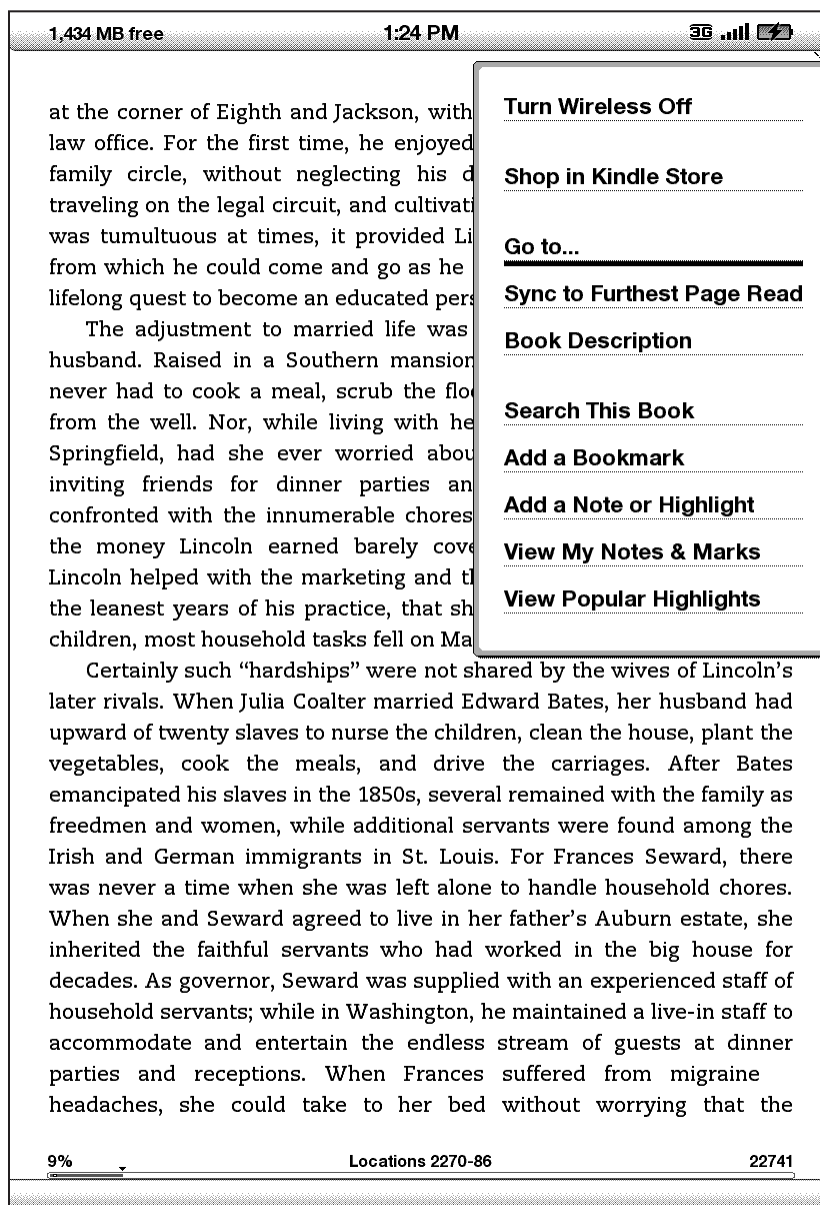 1,434 MB free 1:24 PM 3G
at the corner of Eighth and Jackson, with
law office. For the first time, he enjoyed
family circle, without neglecting his
traveling on the legal circuit, and
was tumultuous at times, it provided
from which he could come and go as he
lifelong quest to become an educated
The adjustment to married life was
husband. Raised in a Southern mansion
never had to cook a meal, scrub the
from the well. Nor, while living with
Springfield, had she ever worried
inviting friends for dinner parties
confronted with the innumerable chores
the money Lincoln earned barely
Lincoln helped with the marketing and
the leanest years of his practice, that
children, most household tasks fell on
Turn Wireless Off
Shop in Kindle Store
Go to...
Sync to Furthest Page Read
Book Description
Search This Book
Add a Bookmark
Add a Note or Highlight
View My Notes & Marks
View Popular Highlights
Certainly such “hardships” were not shared by the wives of Lincoln’s
later rivals. When Julia Coalter married Edward Bates, her husband had
upward of twenty slaves to nurse the children, clean the house, plant the
vegetables, cook the meals, and drive the carriages. After Bates
emancipated his slaves in the 1850s, several remained with the family as
freedmen and women, while additional servants were found among the
Irish and German immigrants in St. Louis. For Frances Seward, there
was never a time when she was left alone to handle household chores.
When she and Seward agreed to live in her father’s Auburn estate, she
inherited the faithful servants who had worked in the big house for
decades. As governor, Seward was supplied with an experienced staff of
household servants; while in Washington, he maintained a live-in staff to
accommodate and entertain the endless stream of guests at dinner
parties and receptions. When Frances suffered from migraine
headaches, she could take to her bed without worrying that the
9% Locations 2270-86 22741